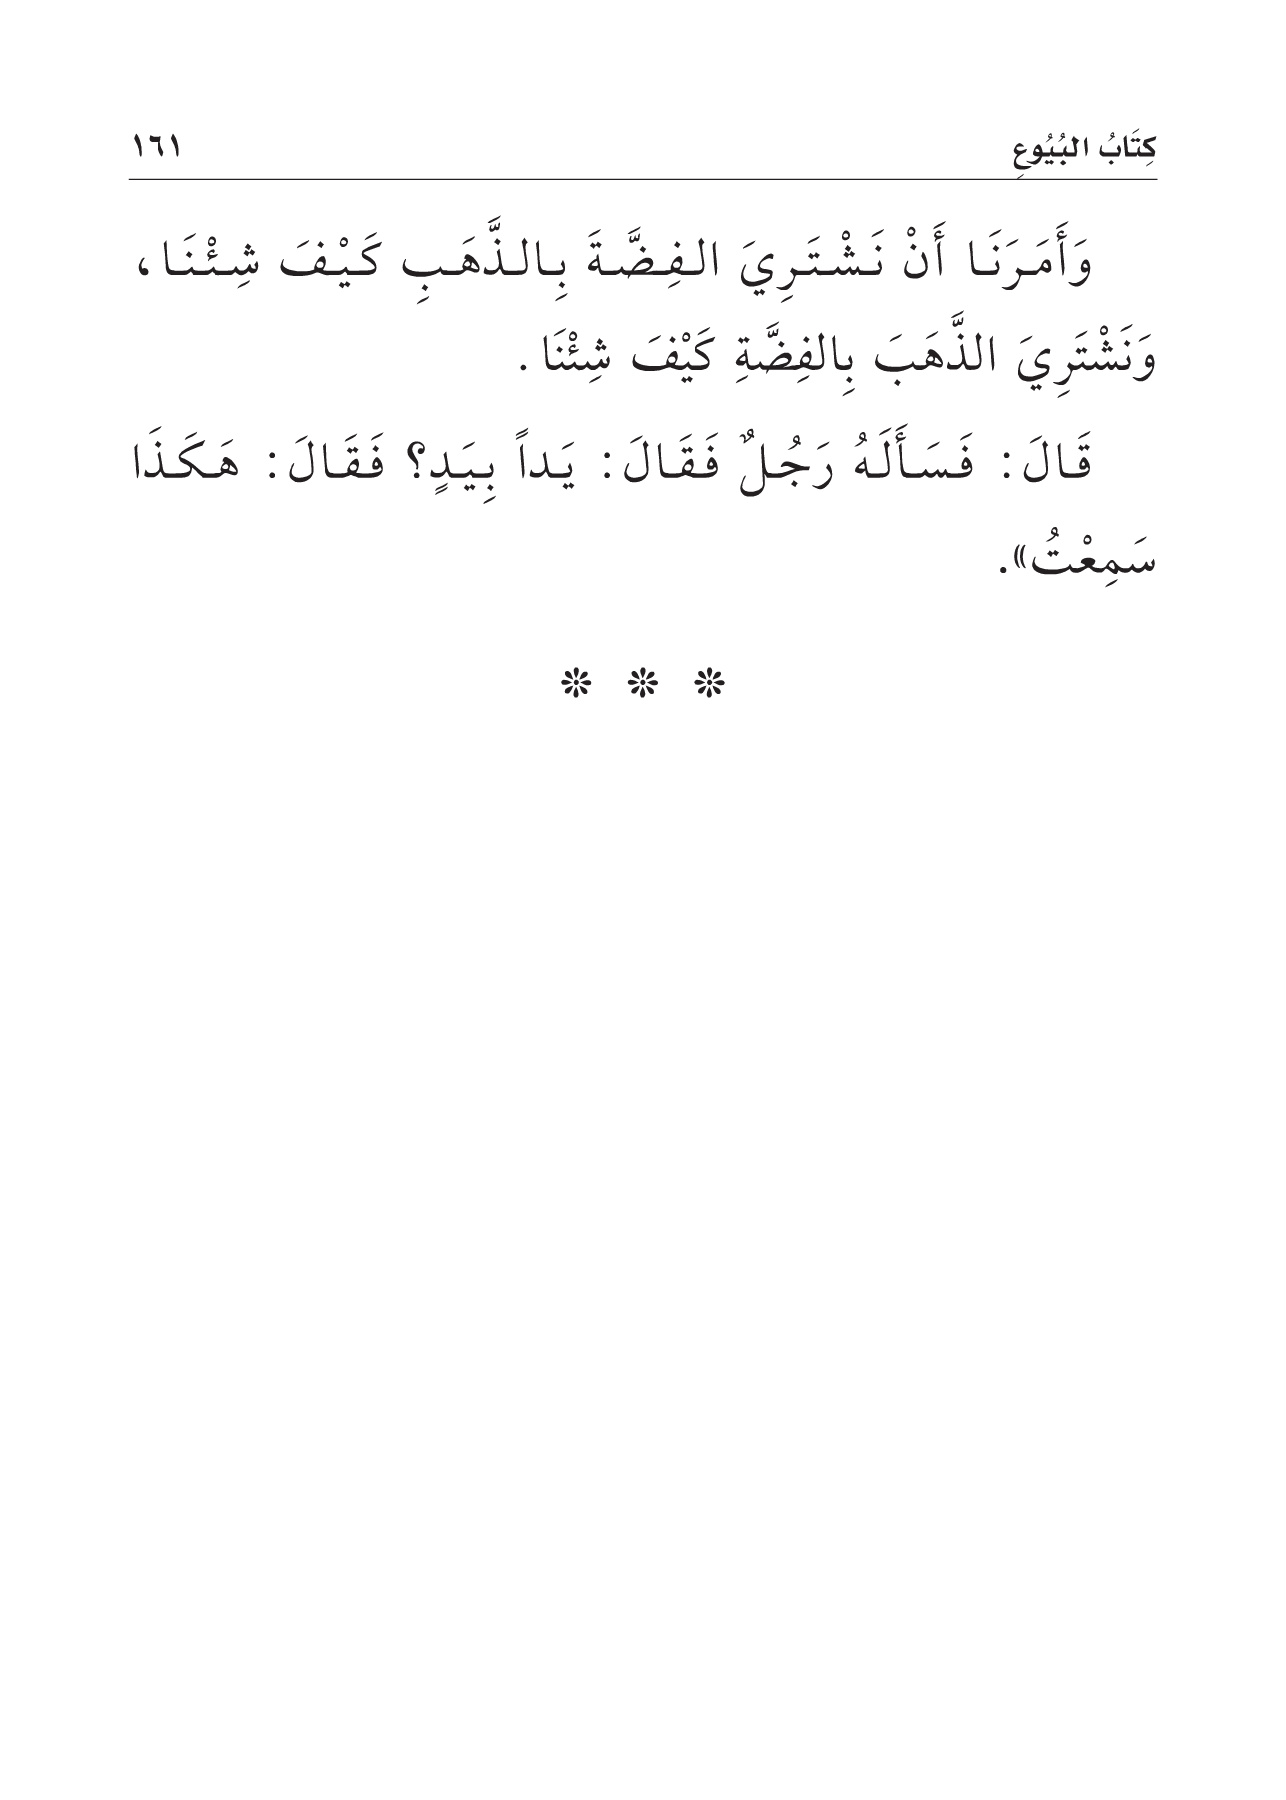 كِتَابُ البُيُوعِ ١٦١
وَأَمَرَنَا أَنْ نَشْتَرِيَ الفِضَّةَ بِالذَّهَبِ كَيْفَ شِئْنَا،
وَنَشْتَرِيَ الذَّهَبَ بِالفِضَّةِ كَيْفَ شِئْنَا.
قَالَ: فَسَأَلَهُ رَجُلٌ فَقَالَ: يَداً بِيَدٍ؟ فَقَالَ: هَكَذَا
سَمِعْتُ».